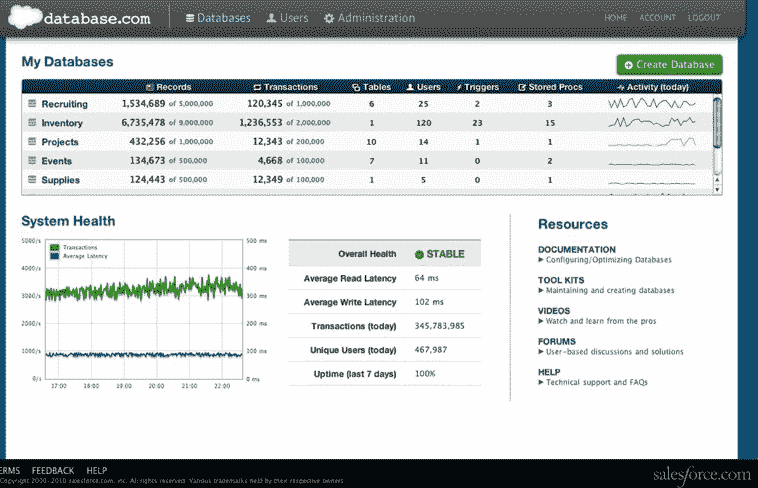 database.com Databases Users Administration HOME ACCOUNT LOGOUT
My Databases
Create Database
Records Transactions Tables Users Triggers Stored Procs Activity (today)
Recruiting 1,534,689 of 5,000,000 120,345 of 1,000,000 6 25 2 3
Inventory 6,735,478 of 9,000,000 1,236,553 of 2,000,000 1 120 23 15
Projects 432,256 of 1,000,000 12,343 of 200,000 10 14 1 1
Events 134,673 of 500,000 4,668 of 100,000 7 11 0 2
Supplies 124,443 of 500,000 12,349 of 100,000 1 5 0 1
System Health
5000/s 500 ms
Transactions
Average Latency
4000/s 400 ms
3000/s 300 ms
2000/s 200 ms
1000/s 100 ms
0/s 0 ms
17:00 18:00 19:00 20:00 21:00 22:00
Overall Health STABLE
Average Read Latency 64 ms
Average Write Latency 102 ms
Transactions (today) 345,783,985
Unique Users (today) 467,987
Uptime (last 7 days) 100%
Resources
DOCUMENTATION
Configuring/Optimizing Databases
TOOL KITS
Maintaining and creating databases
VIDEOS
Watch and learn from the pros
FORUMS
User-based discussions and solutions
HELP
Technical support and FAQs
ERMS FEEDBACK HELP
Copyright 2000-2010 salesforce.com, inc. All rights reserved. Various trademarks held by their respective owners
salesforce.com